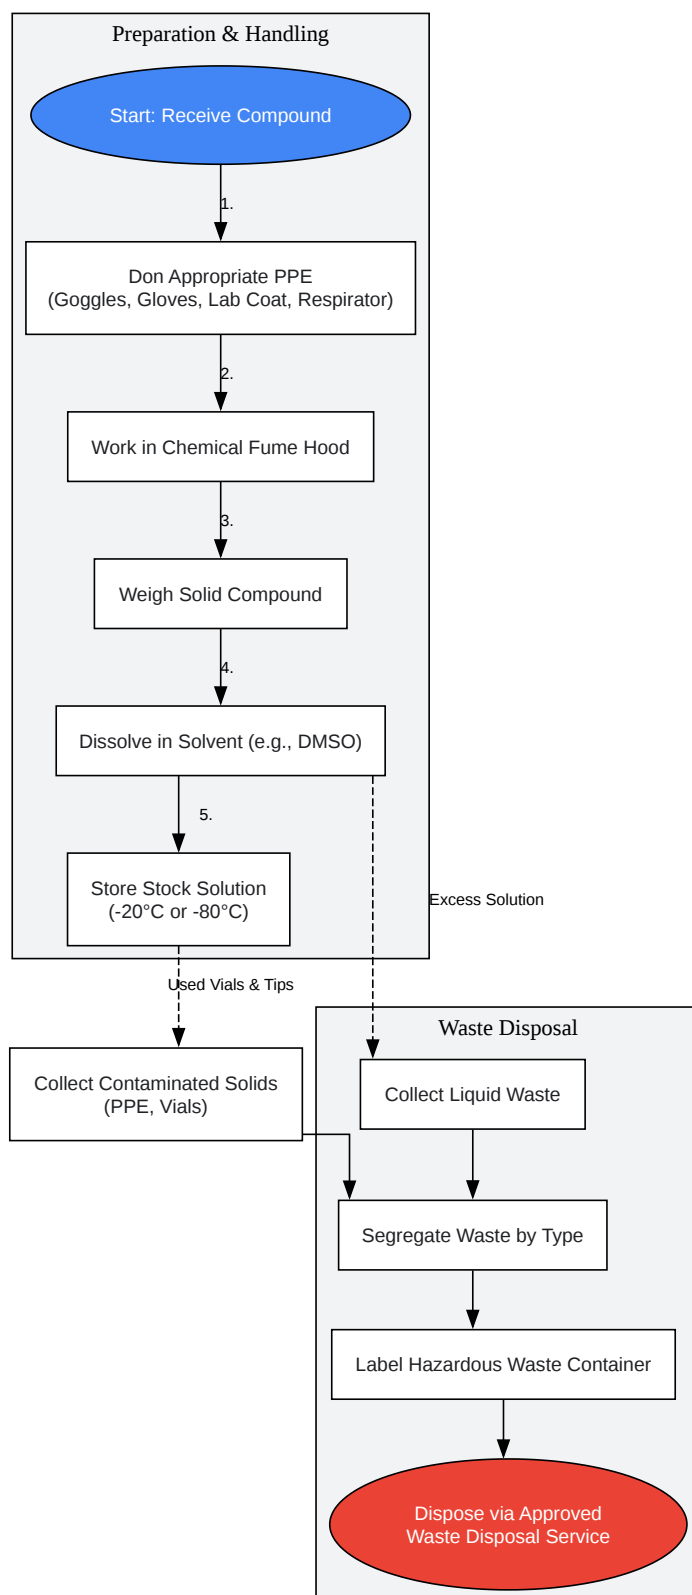 Preparation & Handling
Start: Receive Compound
1.
Don Appropriate PPE
(Goggles, Gloves, Lab Coat, Respirator)
2.
Work in Chemical Fume Hood
3.
Weigh Solid Compound
4.
Dissolve in Solvent (e.g., DMSO)
5.
Store Stock Solution
(-20°C or -80°C)
Excess Solution
Used Vials & Tips
Waste Disposal
Collect Contaminated Solids
(PPE, Vials)
Collect Liquid Waste
Segregate Waste by Type
Label Hazardous Waste Container
Dispose via Approved
Waste Disposal Service